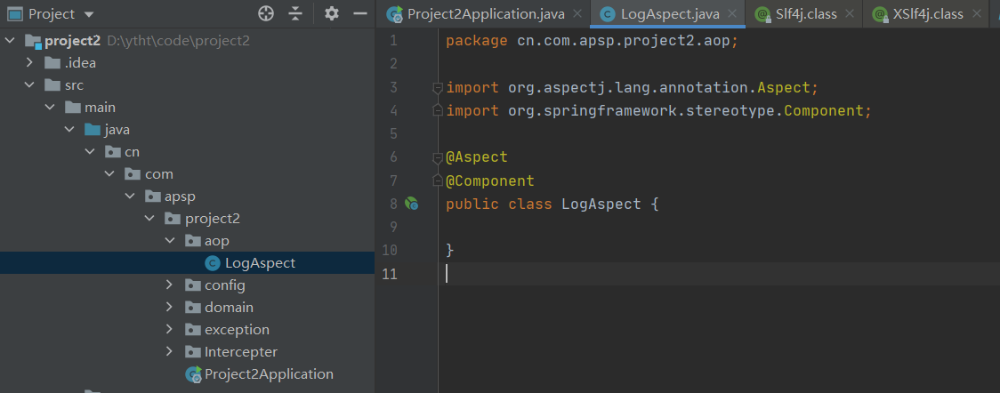 Project
project2 D:\ytht\code\project2
.idea
src
main
java
cn
com
apsp
project2
aop
LogAspect
config
domain
exception
Intercepter
Project2Application
Project2Application.java
LogAspect.java
Slf4j.class
XSlf4j.class
1 package cn.com.apsp.project2.aop;
2
3 import org.aspectj.lang.annotation.Aspect;
4 import org.springframework.stereotype.Component;
5
6 @Aspect
7 @Component
8 public class LogAspect {
9
10 }
11